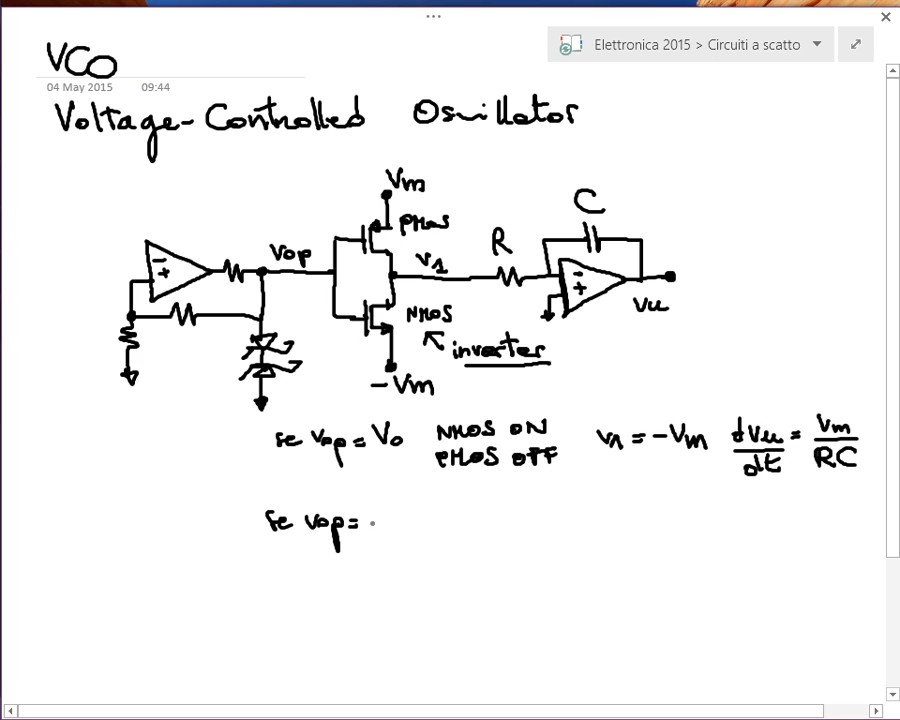 Elettronica 2015 > Circuiti a scatto
VCO
04 May 2015 09:44
Voltage-Controlled Oscillator
Vm
PMOS
C
Vop
V1
R
- +
- +
NMOS
Vu
inverter
-Vm
se Vop = Vo NMOS ON V1 = -Vm dVu/dt = Vm/RC
PMOS OFF
se Vop =